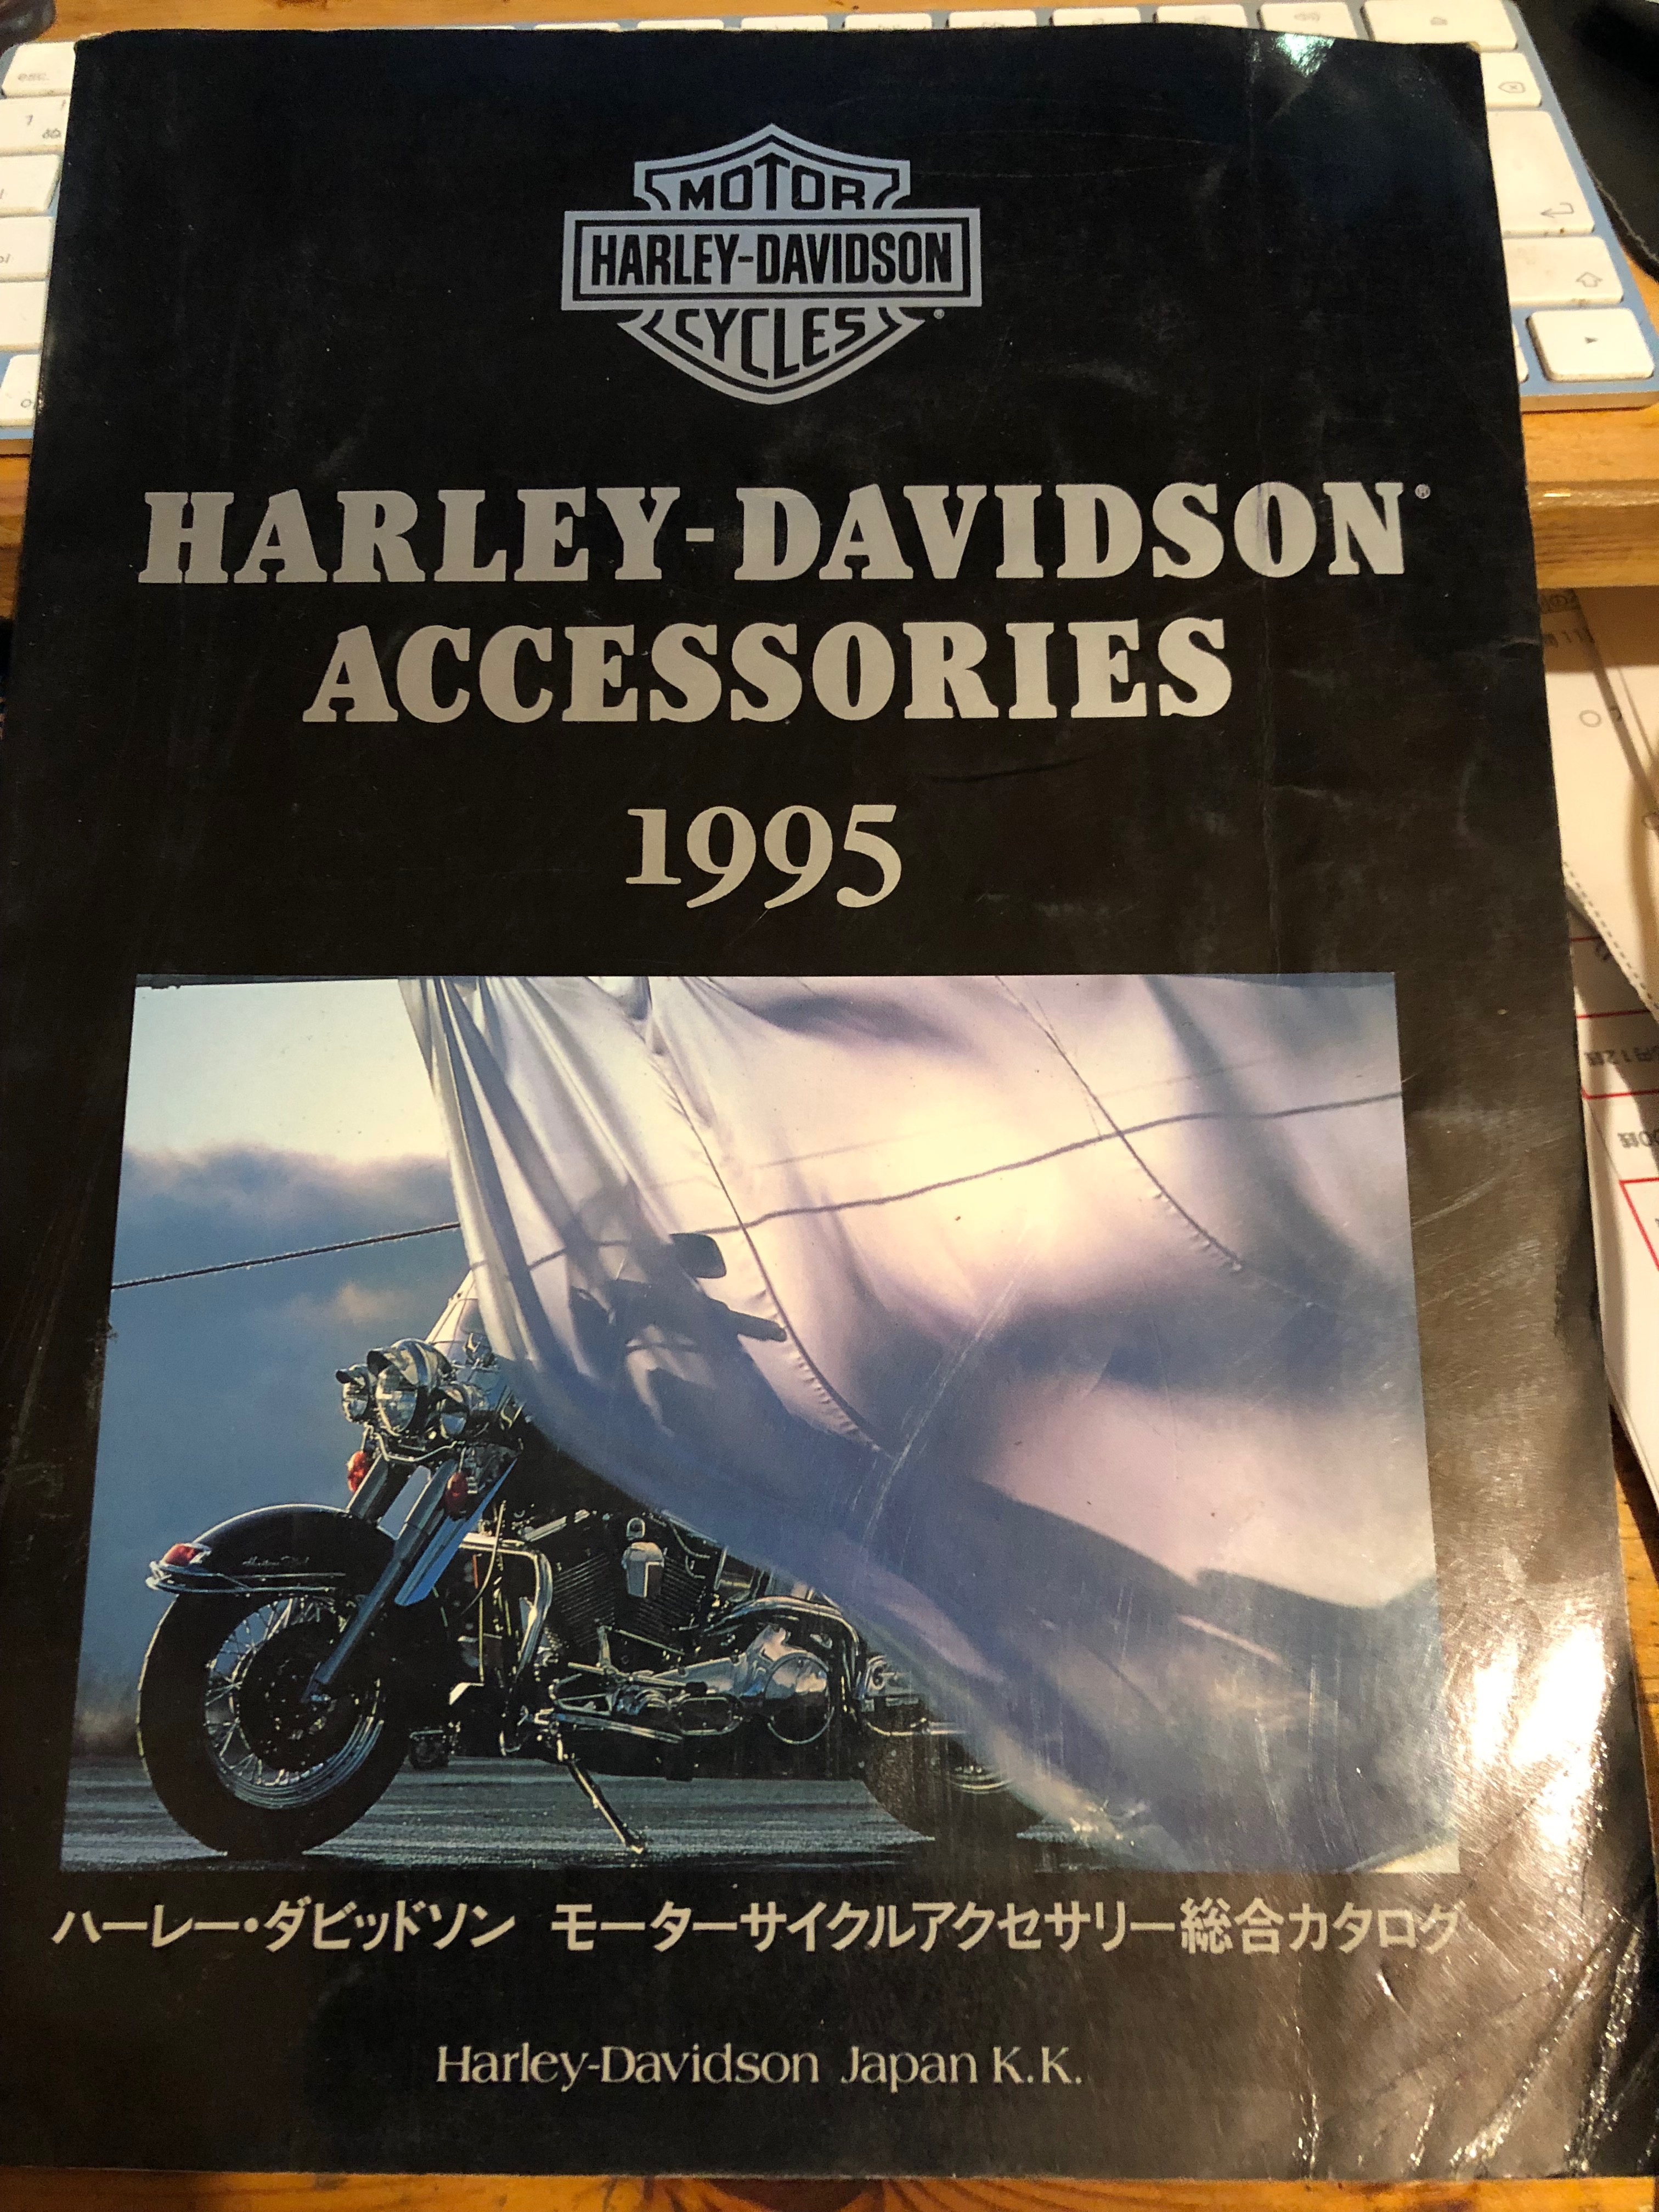 MOTOR
HARLEY-DAVIDSON
CYCLES
HARLEY-DAVIDSON®
ACCESSORIES
1995
ハーレー・ダビッドソン モーターサイクルアクセサリー総合カタログ
Harley-Davidson Japan K.K.
esc